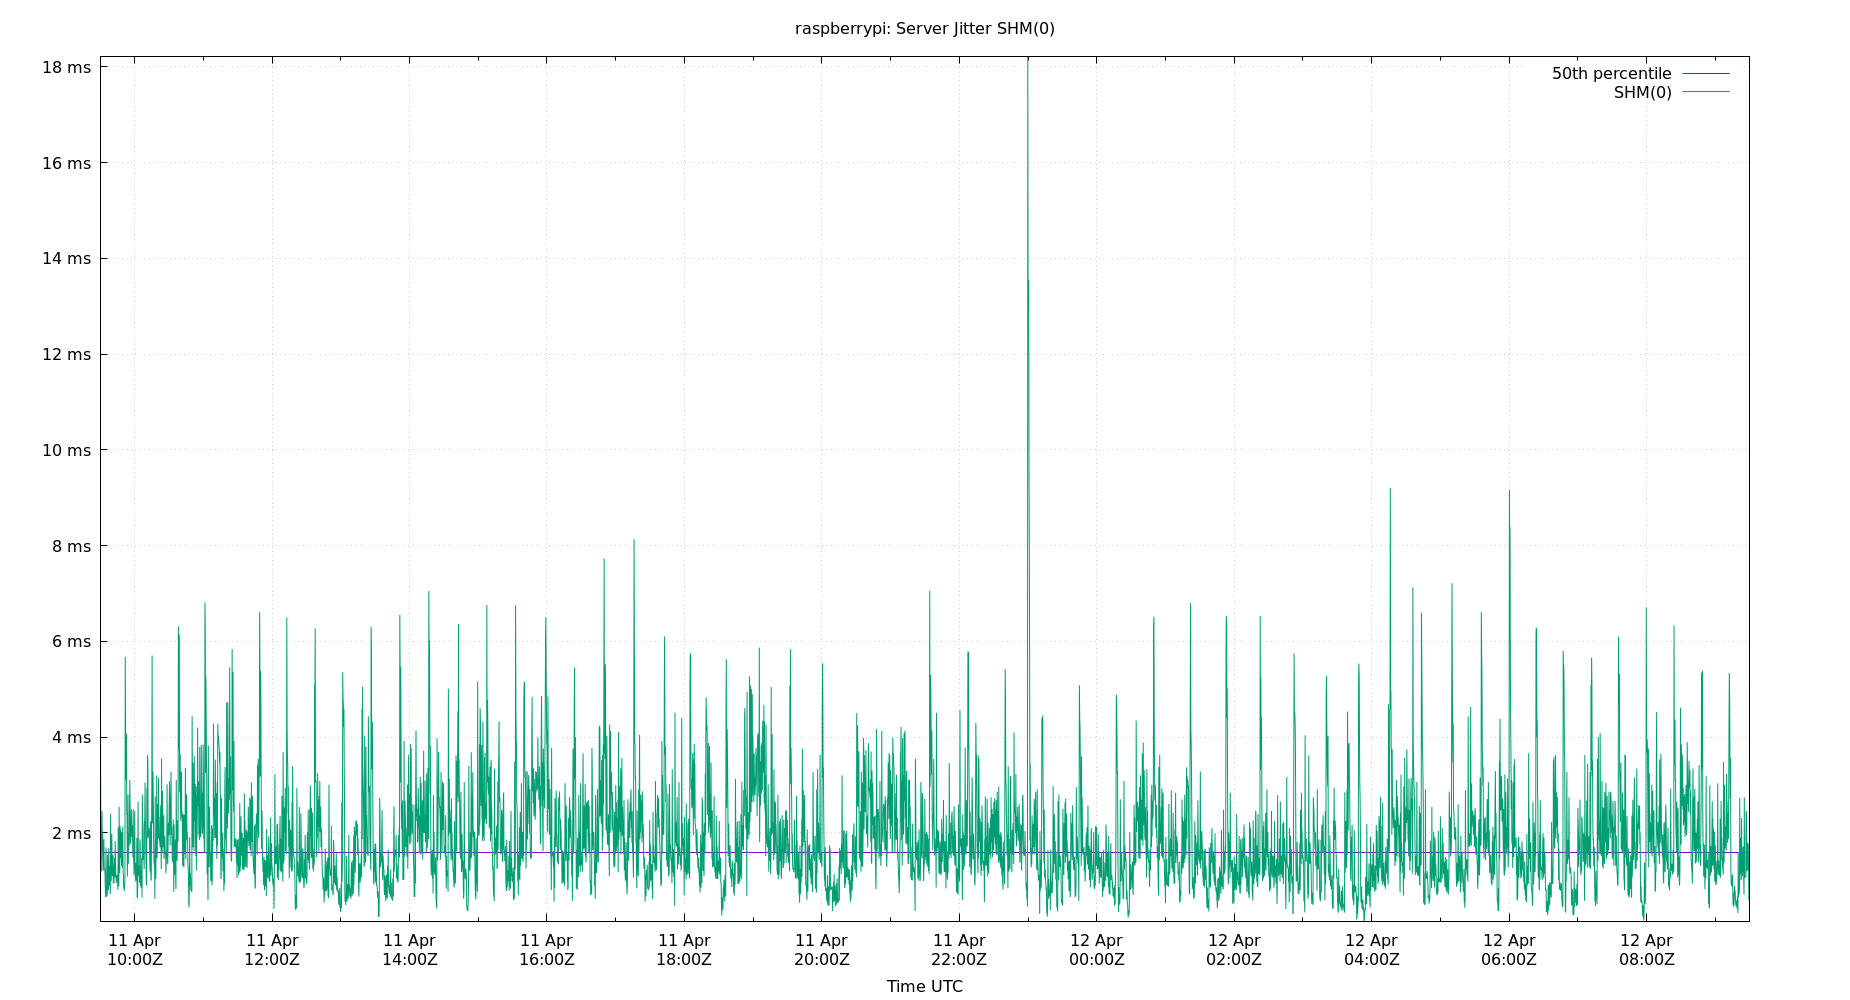 raspberrypi: Server Jitter SHM(0)
18 ms
16 ms
14 ms
12 ms
10 ms
8 ms
6 ms
4 ms
2 ms
50th percentile
SHM(0)
11 Apr 11 Apr 11 Apr 11 Apr 11 Apr 11 Apr 11 Apr 12 Apr 12 Apr 12 Apr 12 Apr 12 Apr
10:00Z 12:00Z 14:00Z 16:00Z 18:00Z 20:00Z 22:00Z 00:00Z 02:00Z 04:00Z 06:00Z 08:00Z
Time UTC